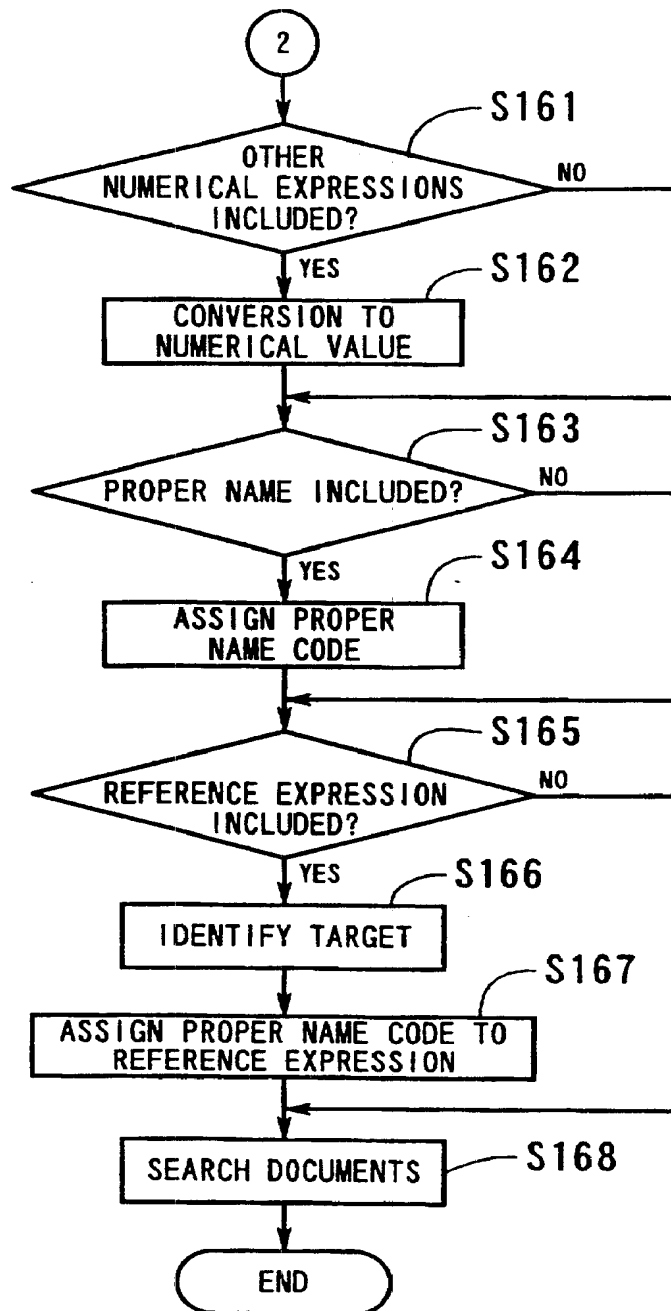 2
S161
OTHER
NUMERICAL EXPRESSIONS
INCLUDED?
NO
YES
S162
CONVERSION TO
NUMERICAL VALUE
S163
PROPER NAME INCLUDED?
NO
YES
S164
ASSIGN PROPER
NAME CODE
S165
REFERENCE EXPRESSION
INCLUDED?
NO
YES
S166
IDENTIFY TARGET
S167
ASSIGN PROPER NAME CODE TO
REFERENCE EXPRESSION
SEARCH DOCUMENTS
S168
END